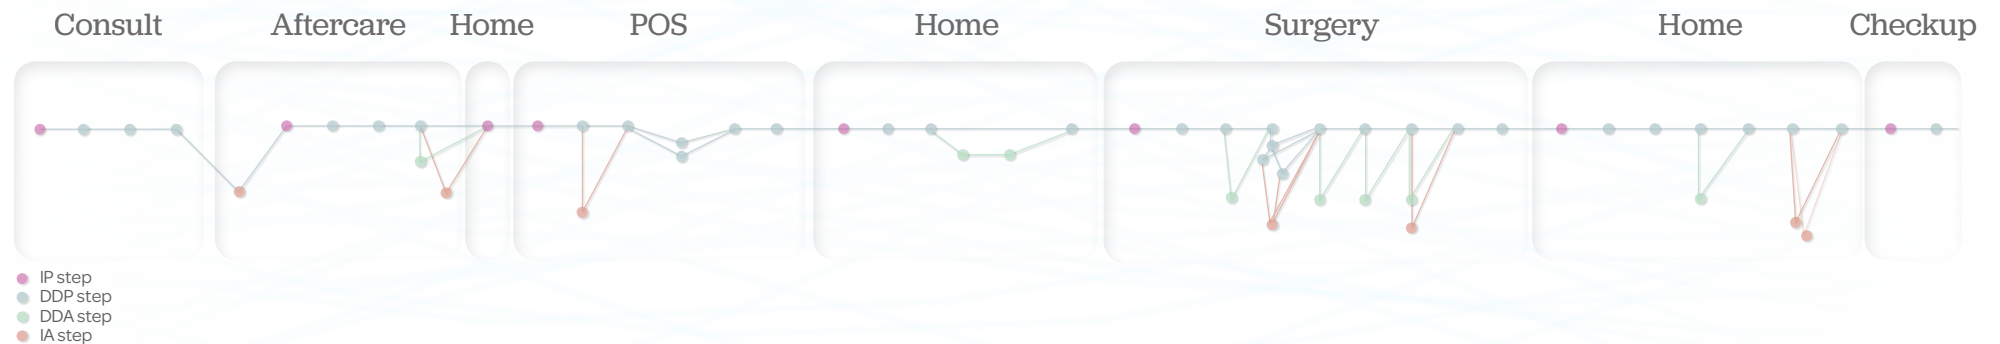 Consult Aftercare Home POS Home Surgery Home Checkup
IP step
DDP step
DDA step
IA step